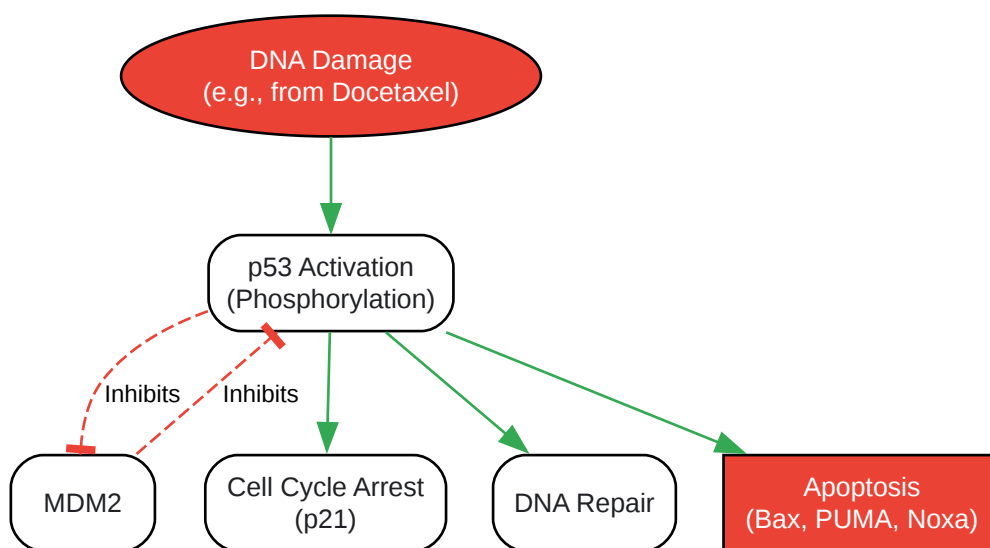 DNA Damage
(e.g., from Docetaxel)
p53 Activation
(Phosphorylation)
Inhibits
Inhibits
MDM2
Cell Cycle Arrest
(p21)
DNA Repair
Apoptosis
(Bax, PUMA, Noxa)